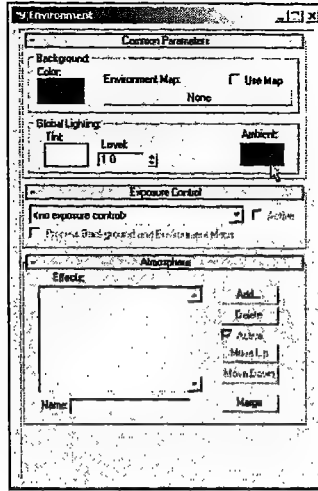 Environment
Common Parameters
Background:
Color:
Environment Map:
Use Map
None
Global Lighting:
Tint:
Level:
Ambient:
1.0
Exposure Control
<no exposure control>
Active
Process Background and Environment Maps
Atmosphere
Effects:
Add...
Delete
Active
Move Up
Move Down
Name:
Merge